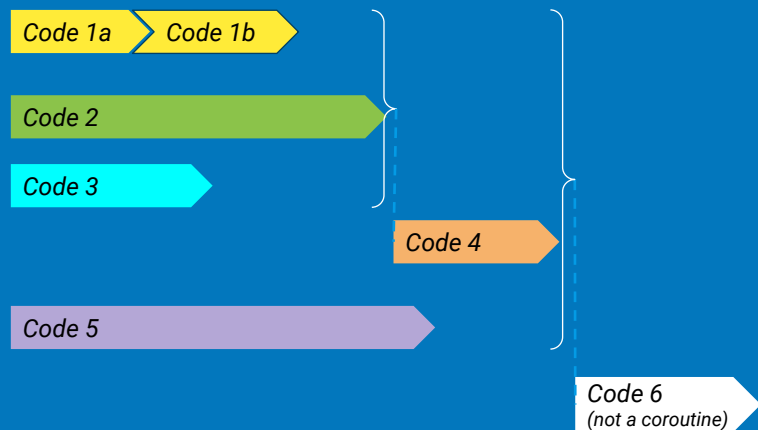 Code 1a
Code 1b
Code 2
Code 3
Code 4
Code 5
Code 6
(not a coroutine)